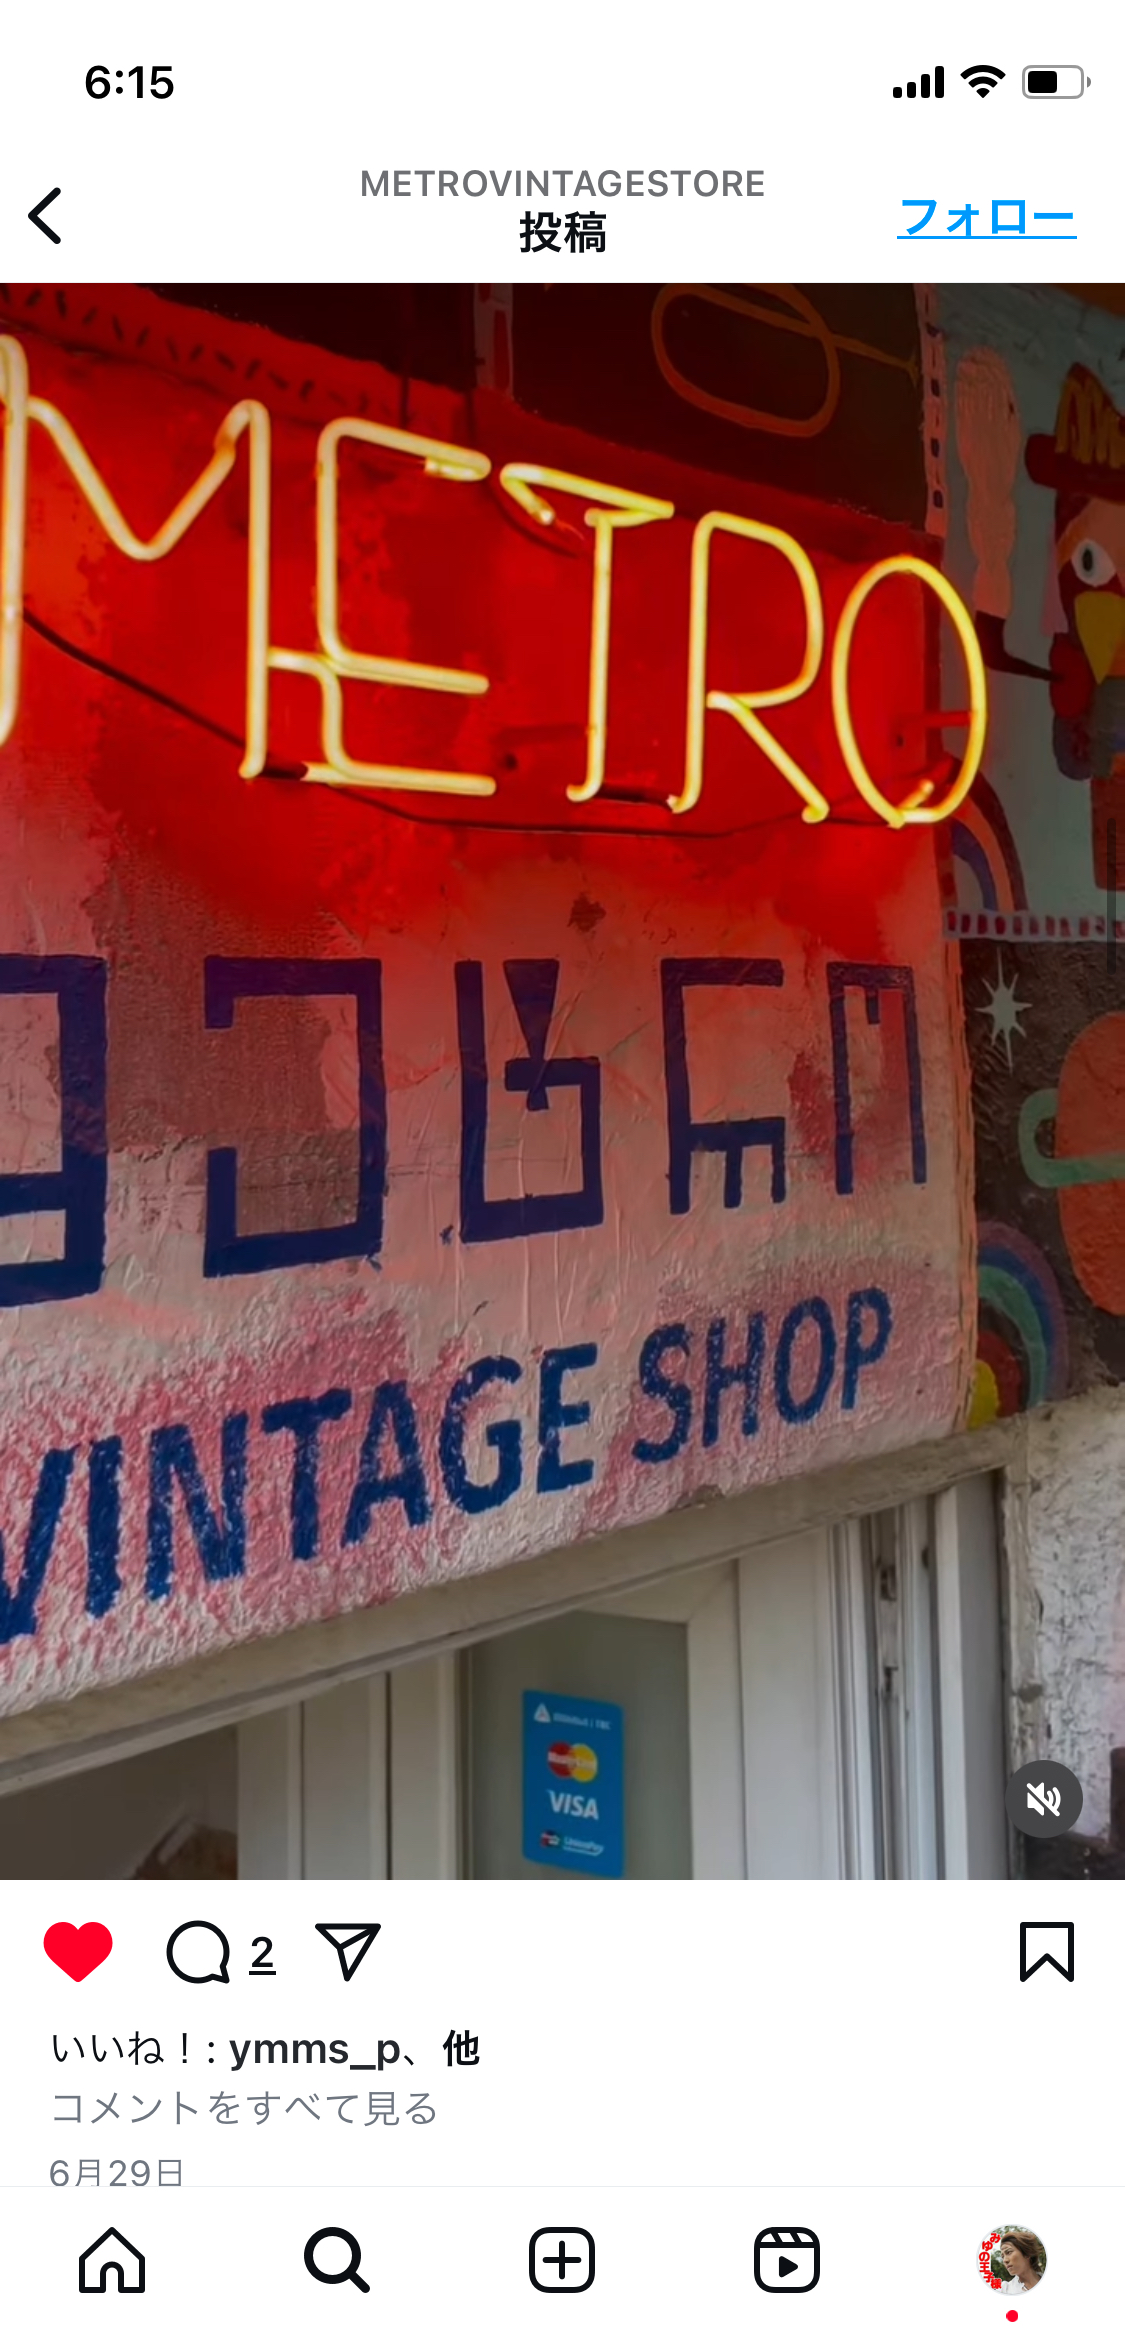 6:15
METROVINTAGESTORE
投稿
フォロー
METRO
VINTAGE SHOP
VISA
2
いいね！: ymms_p、他
コメントをすべて見る
6月29日